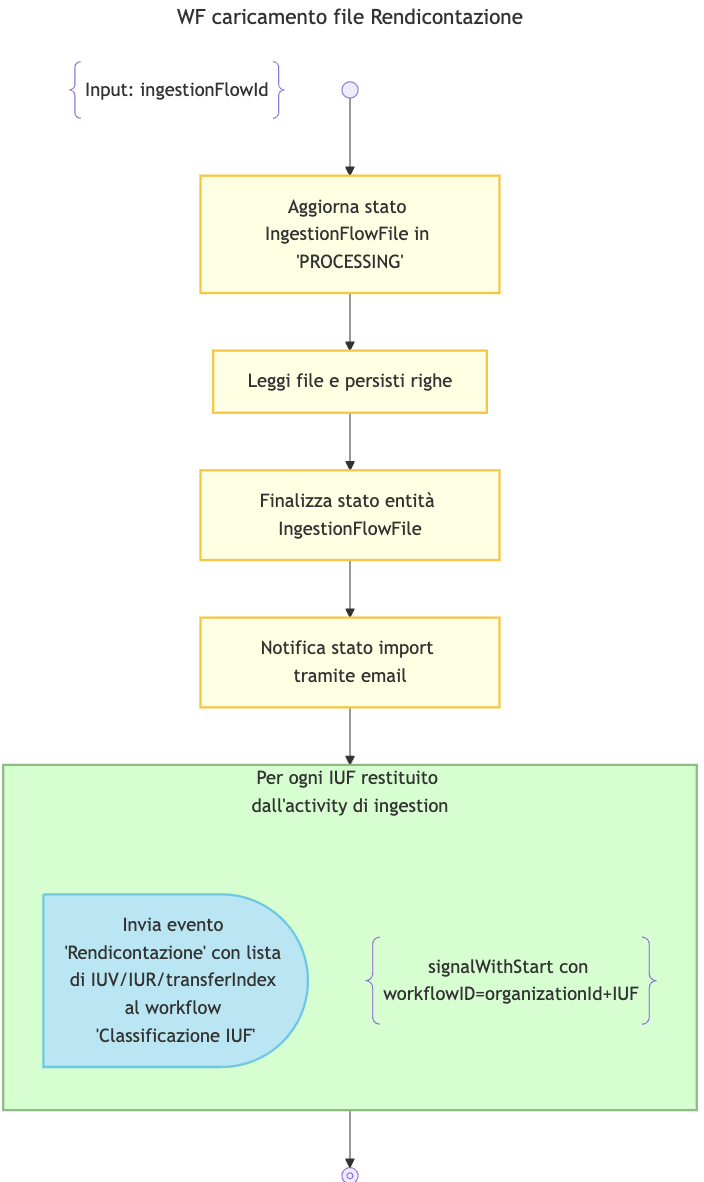 WF caricamento file Rendicontazione
Input: ingestionFlowId
Aggiorna stato
IngestionFlowFile in
'PROCESSING'
Leggi file e persisti righe
Finalizza stato entità
IngestionFlowFile
Notifica stato import
tramite email
Per ogni IUF restituito
dall'activity di ingestion
Invia evento
'Rendicontazione' con lista
di IUV/IUR/transferIndex
al workflow
'Classificazione IUF'
signalWithStart con
workflowID=organizationId+IUF